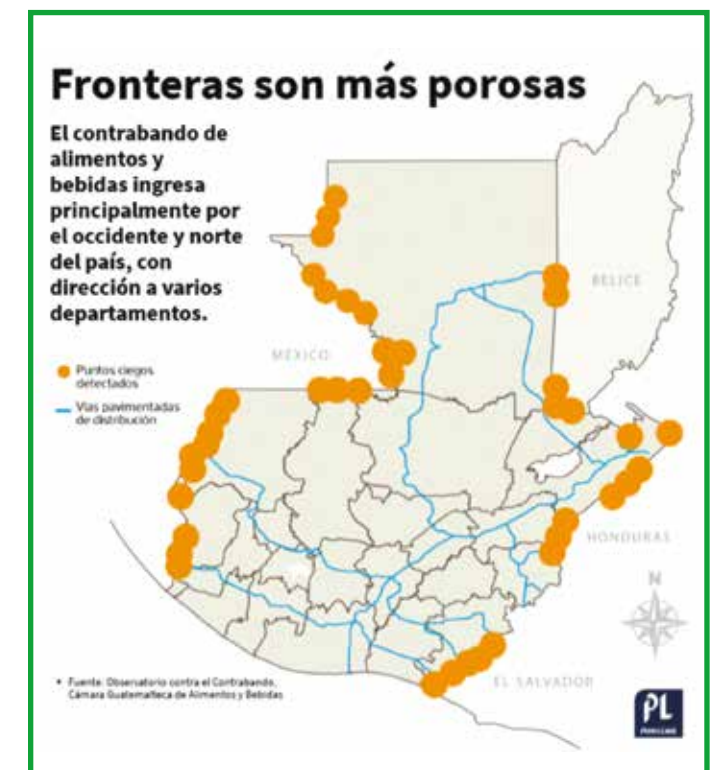 Fronteras son más porosas
El contrabando de
alimentos y
bebidas ingresa
principalmente por
el occidente y norte
del país, con
dirección a varios
departamentos.
BELICE
MÉXICO
Puntos ciegos
detectados
Vías pavimentadas
de distribución
HONDURAS
N
EL SALVADOR
* Fuente: Observatorio contra el Contrabando,
Cámara Guatemalteca de Alimentos y Bebidas
PL